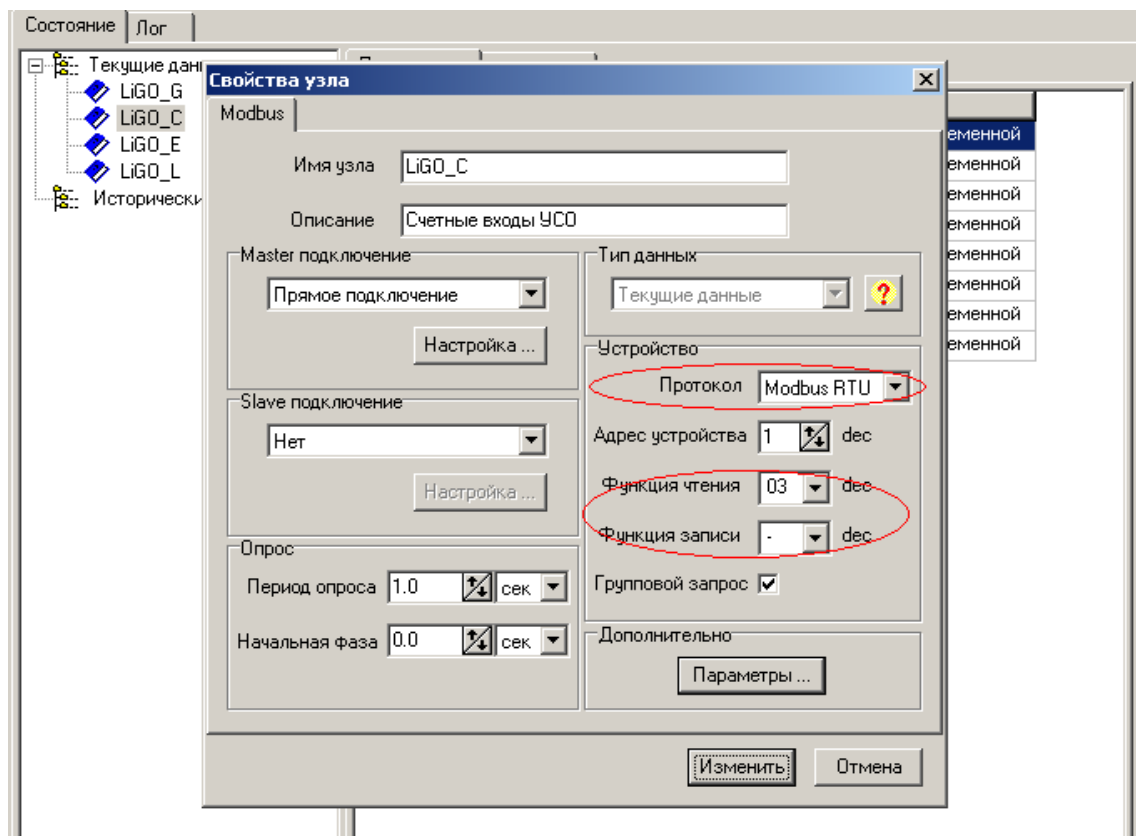 Состояние Лог
Текущие данн
LiGO_G
LiGO_C
LiGO_E
LiGO_L
Исторически
еменной
еменной
еменной
еменной
еменной
еменной
еменной
еменной
Свойства узла
Modbus
Имя узла LiGO_C
Описание Счетные входы УСО
Master подключение
Прямое подключение
Настройка ...
Slave подключение
Нет
Настройка ...
Опрос
Период опроса 1.0 сек
Начальная фаза 0.0 сек
Тип данных
Текущие данные ?
Устройство
Протокол Modbus RTU
Адрес устройства 1 dec
Функция чтения 03 dec
Функция записи - dec
Групповой запрос
Дополнительно
Параметры ...
Изменить Отмена